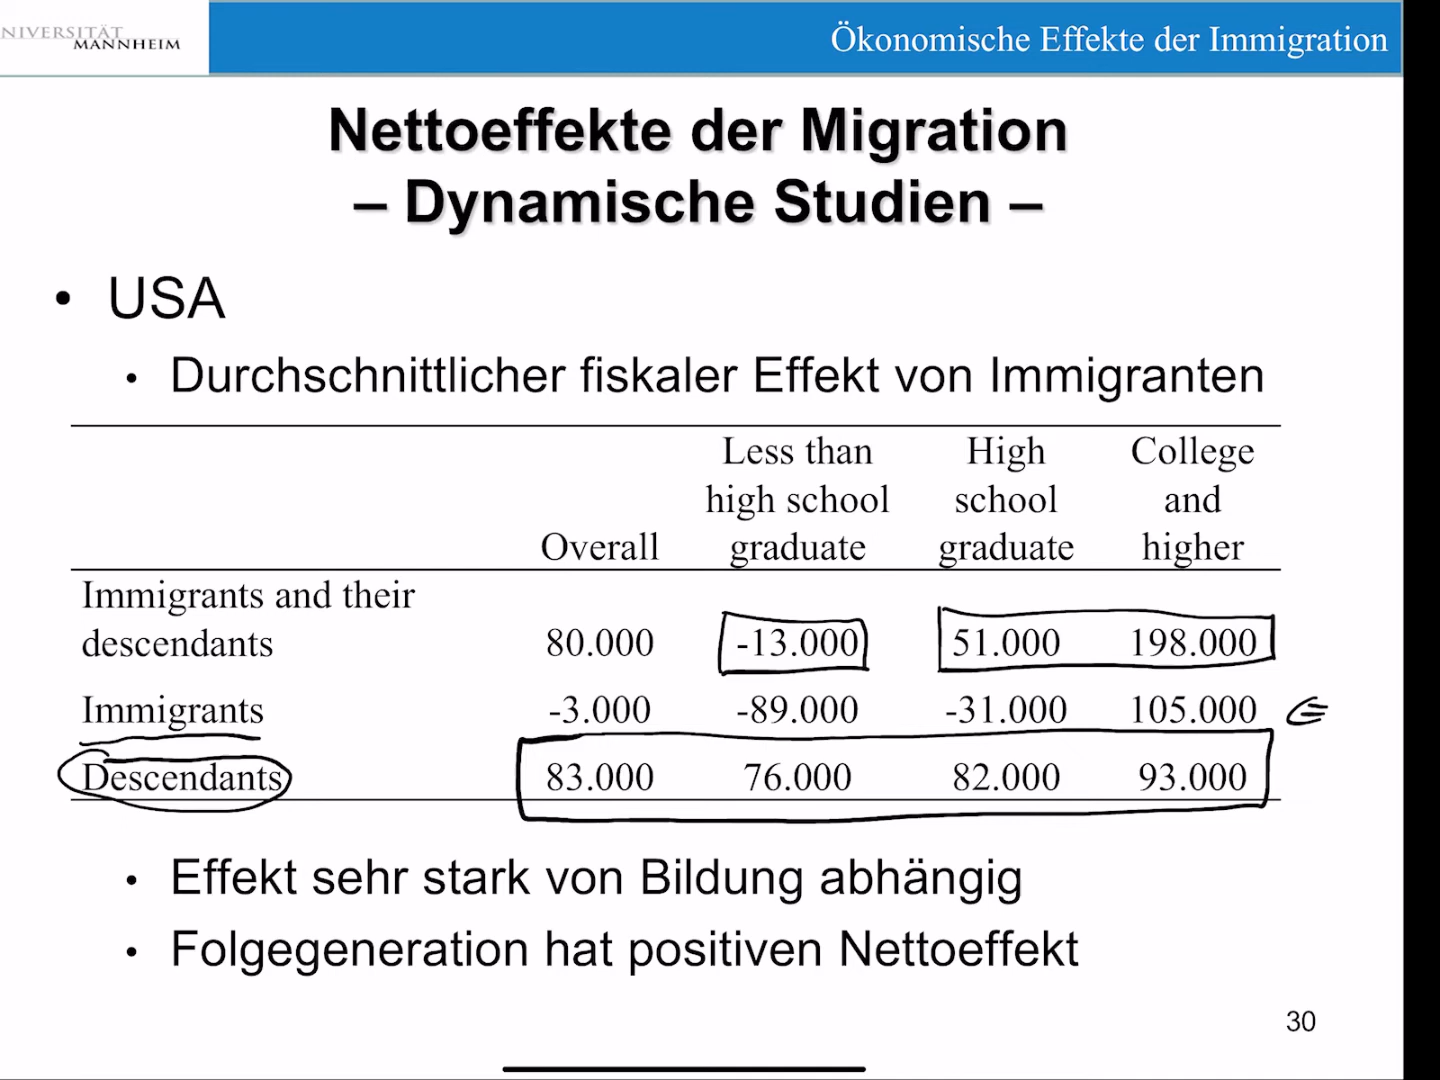 NIVERSITÄT
MANNHEIM
Ökonomische Effekte der Immigration
Nettoeffekte der Migration
– Dynamische Studien –
• USA
• Durchschnittlicher fiskaler Effekt von Immigranten
Overall Less than high school graduate High school graduate College and higher
Immigrants and their descendants 80.000 -13.000 51.000 198.000
Immigrants -3.000 -89.000 -31.000 105.000
Descendants 83.000 76.000 82.000 93.000
• Effekt sehr stark von Bildung abhängig
• Folgegeneration hat positiven Nettoeffekt
30